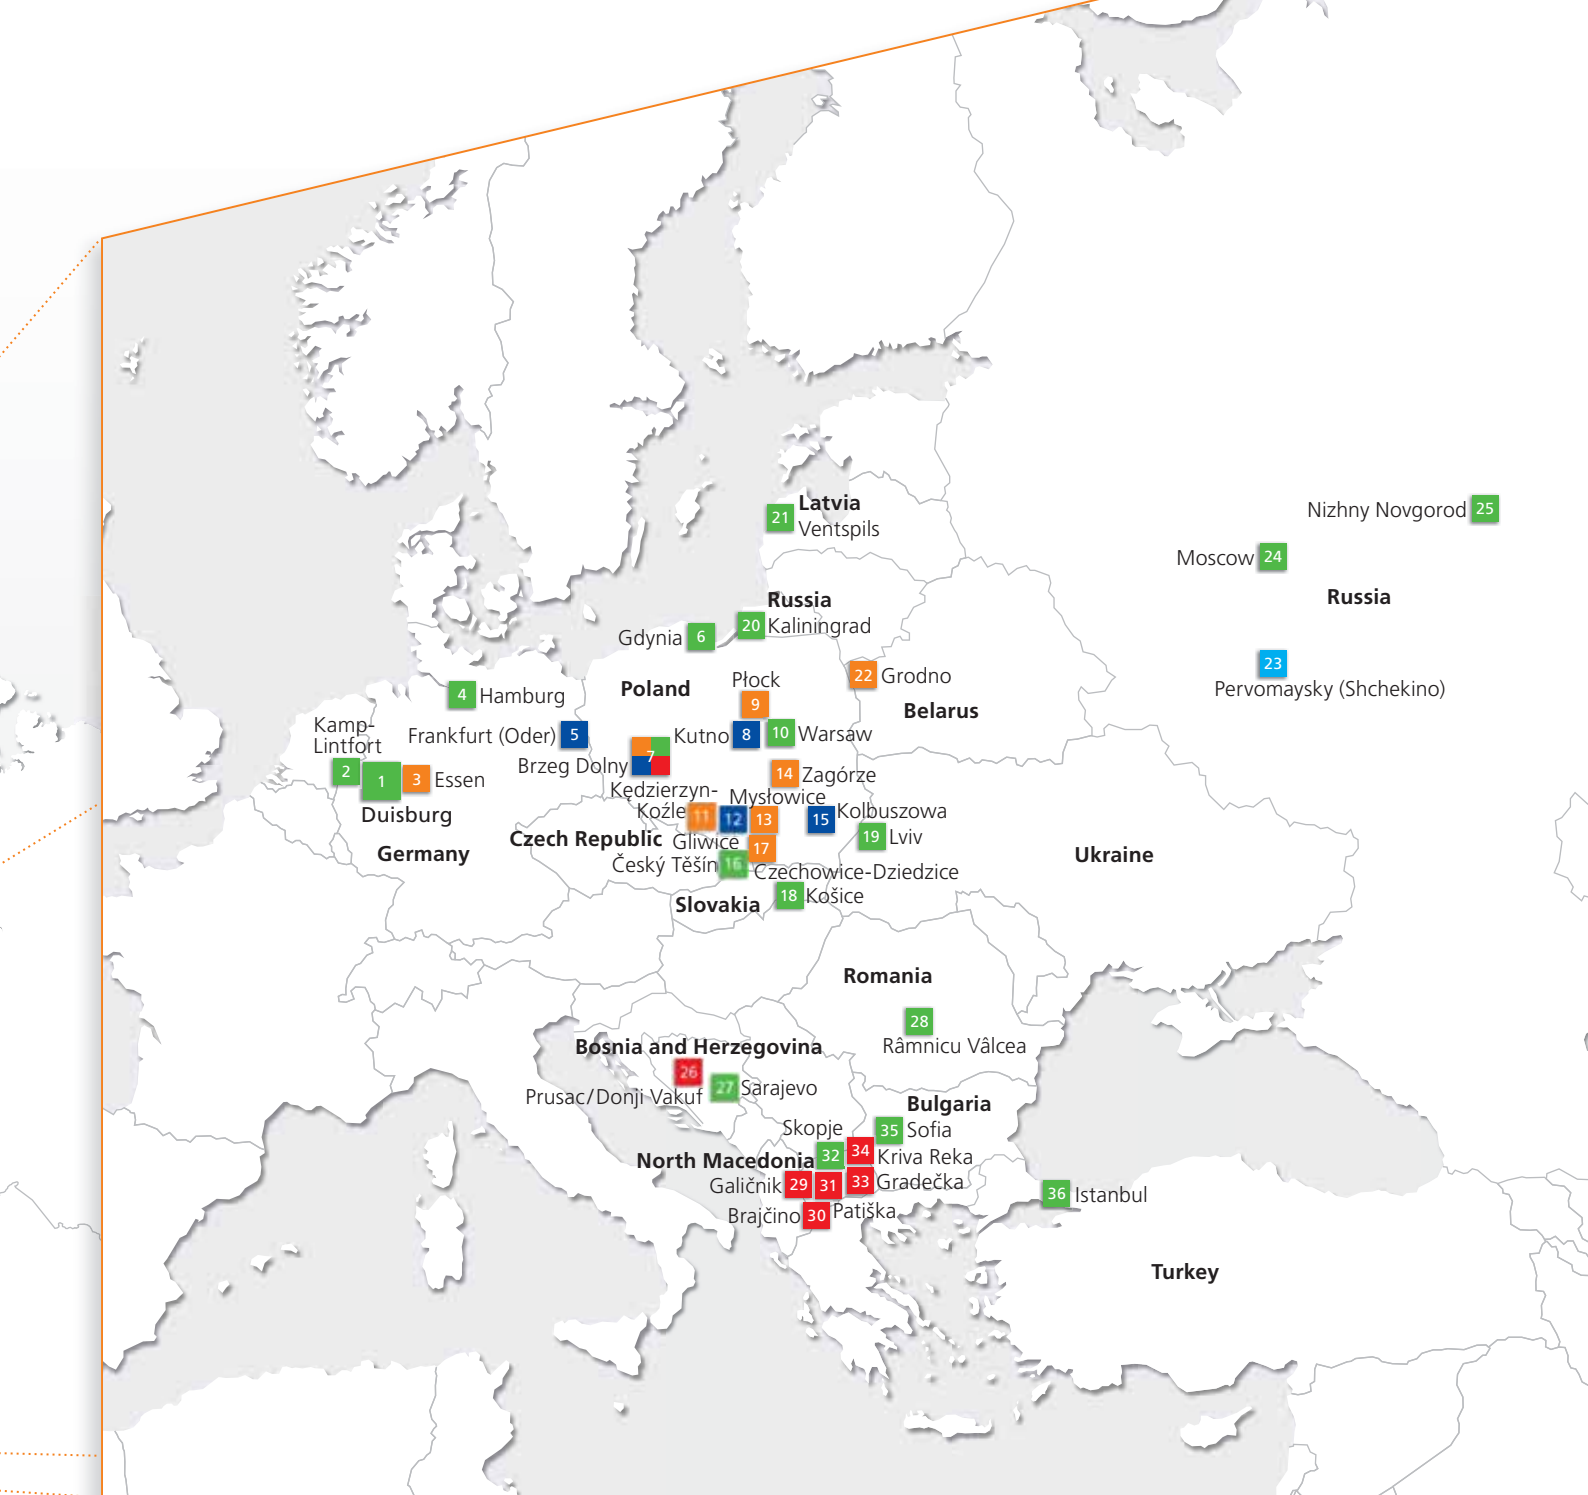 Latvia
21
Ventspils
Nizhny Novgorod 25
Moscow 24
Russia
Russia
20 Kaliningrad
Gdynia 6
23
Pervomaysky (Shchekino)
22 Grodno
Belarus
Poland
Płock
9
4 Hamburg
Kamp-
Lintfort
2
1
3 Essen
Duisburg
Germany
Frankfurt (Oder) 5
Kutno 8
10 Warsaw
7
Brzeg Dolny
14 Zagórze
Kędzierzyn-
Koźle 11
Mysłowice
12
13
15 Kolbuszowa
Czech Republic
Gliwice
17
19 Lviv
Český Těšín 16
Czechowice-Dziedzice
Ukraine
Slovakia
18 Košice
Romania
28
Râmnicu Vâlcea
Bosnia and Herzegovina
26
Prusac/Donji Vakuf
27 Sarajevo
Bulgaria
35 Sofia
Skopje
32
34
Kriva Reka
North Macedonia
Galičnik 29
31
33 Gradečka
Brajčino 30
Patiška
36 Istanbul
Turkey